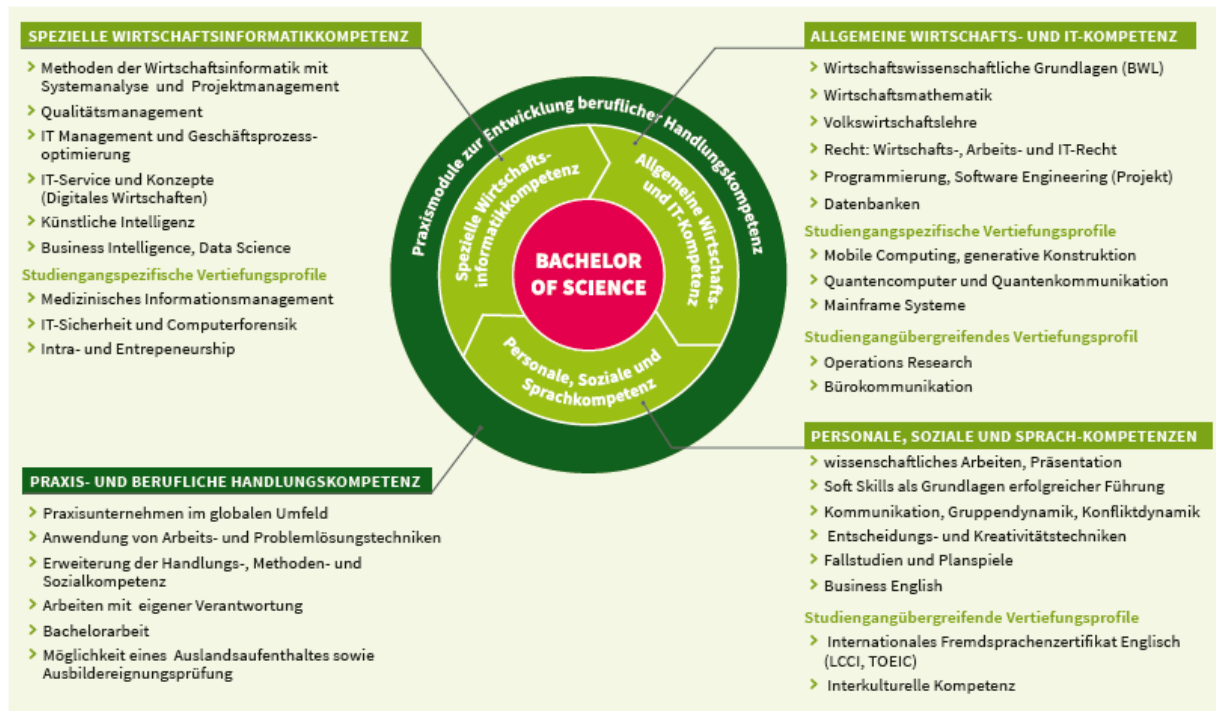 SPEZIELLE WIRTSCHAFTSINFORMATIKKOMPETENZ
Methoden der Wirtschaftsinformatik mit
Systemanalyse und Projektmanagement
Qualitätsmanagement
IT Management und Geschäftsprozess-
optimierung
IT-Service und Konzepte
(Digitales Wirtschaften)
Künstliche Intelligenz
Business Intelligence, Data Science
Studiengangspezifische Vertiefungsprofile
Medizinisches Informationsmanagement
IT-Sicherheit und Computerforensik
Intra- und Entrepeneurship
PRAXIS- UND BERUFLICHE HANDLUNGSKOMPETENZ
Praxisunternehmen im globalen Umfeld
Anwendung von Arbeits- und Problemlösungstechniken
Erweiterung der Handlungs-, Methoden- und
Sozialkompetenz
Arbeiten mit eigener Verantwortung
Bachelorarbeit
Möglichkeit eines Auslandsaufenthaltes sowie
Ausbildereignungsprüfung
Praxismodule zur Entwicklung beruflicher Handlungskompetenz
Spezielle Wirtschafts-
informatikkompetenz
Allgemeine Wirtschafts-
und IT-Kompetenz
Personale, Soziale und
Sprachkompetenz
BACHELOR
OF SCIENCE
ALLGEMEINE WIRTSCHAFTS- UND IT-KOMPETENZ
Wirtschaftswissenschaftliche Grundlagen (BWL)
Wirtschaftsmathematik
Volkswirtschaftslehre
Recht: Wirtschafts-, Arbeits- und IT-Recht
Programmierung, Software Engineering (Projekt)
Datenbanken
Studiengangspezifische Vertiefungsprofile
Mobile Computing, generative Konstruktion
Quantencomputer und Quantenkommunikation
Mainframe Systeme
Studiengangübergreifendes Vertiefungsprofil
Operations Research
Bürokommunikation
PERSONALE, SOZIALE UND SPRACH-KOMPETENZEN
wissenschaftliches Arbeiten, Präsentation
Soft Skills als Grundlagen erfolgreicher Führung
Kommunikation, Gruppendynamik, Konfliktdynamik
Entscheidungs- und Kreativitätstechniken
Fallstudien und Planspiele
Business English
Studiengangübergreifende Vertiefungsprofile
Internationales Fremdsprachenzertifikat Englisch
(LCCI, TOEIC)
Interkulturelle Kompetenz